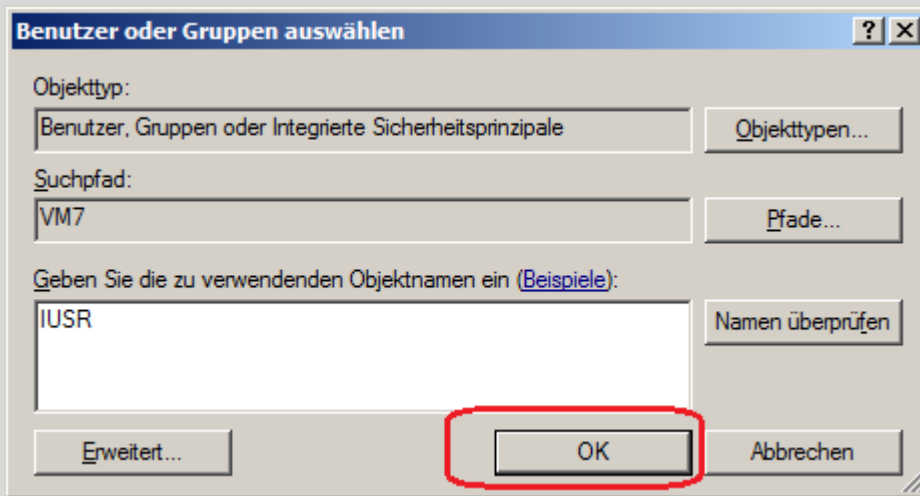 Benutzer oder Gruppen auswählen
Objekttyp:
Benutzer, Gruppen oder Integrierte Sicherheitsprinzipale
Objekttypen...
Suchpfad:
VM7
Pfade...
Geben Sie die zu verwendenden Objektnamen ein (Beispiele):
IUSR
Namen überprüfen
Erweitert...
OK
Abbrechen